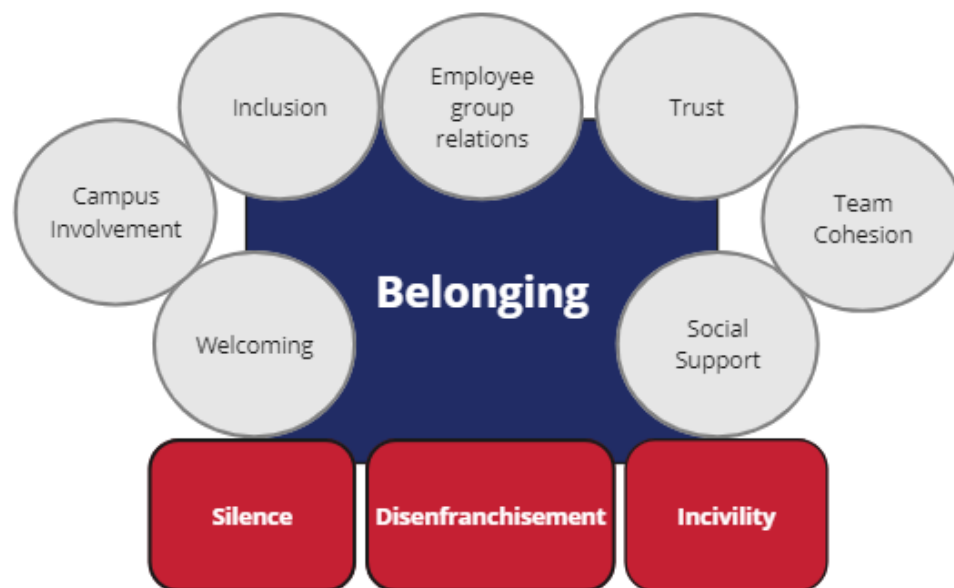 Inclusion
Employee
group
relations
Trust
Campus
Involvement
Team
Cohesion
Belonging
Welcoming
Social
Support
Silence
Disenfranchisement
Incivility